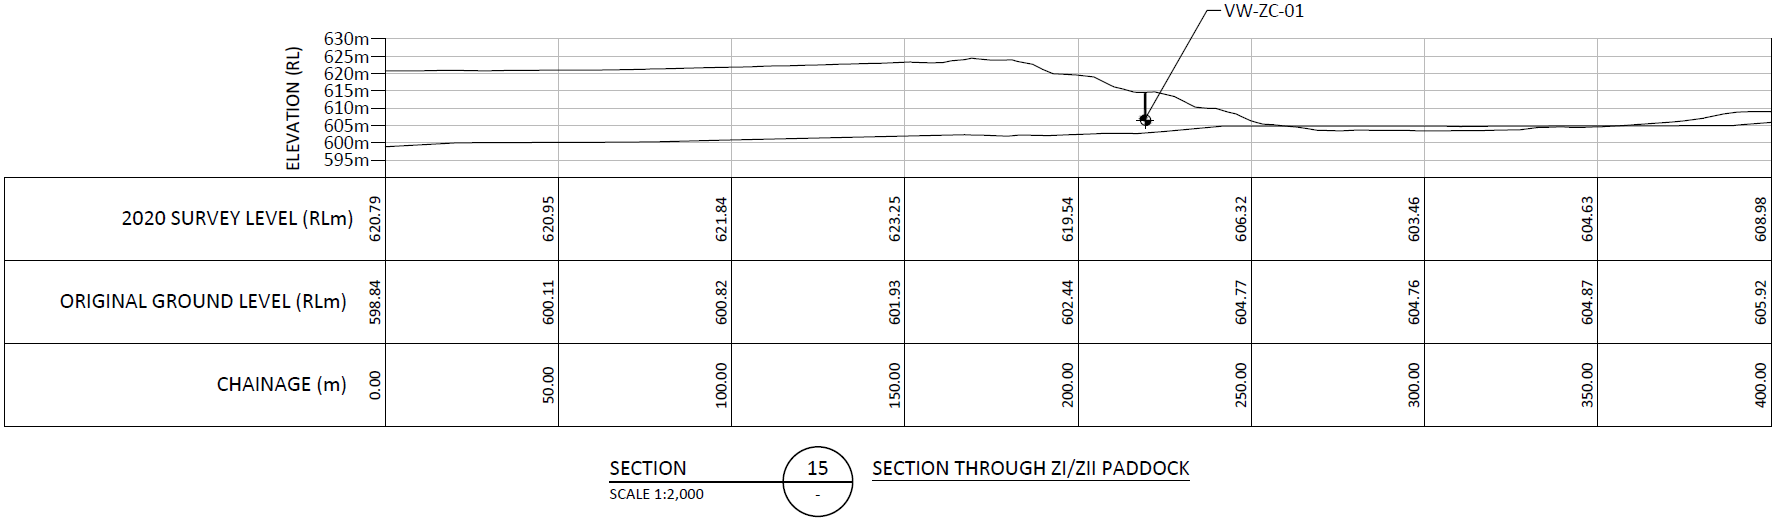 VW-ZC-01
ELEVATION (RL)
630m
625m
620m
615m
610m
605m
600m
595m
2020 SURVEY LEVEL (RLm) 620.79 620.95 621.84 623.25 619.54 606.32 603.46 604.63 608.98
ORIGINAL GROUND LEVEL (RLm) 598.84 600.11 600.82 601.93 602.44 604.77 604.76 604.87 605.92
CHAINAGE (m) 0.00 50.00 100.00 150.00 200.00 250.00 300.00 350.00 400.00
SECTION 15 SECTION THROUGH ZI/ZII PADDOCK
SCALE 1:2,000 -